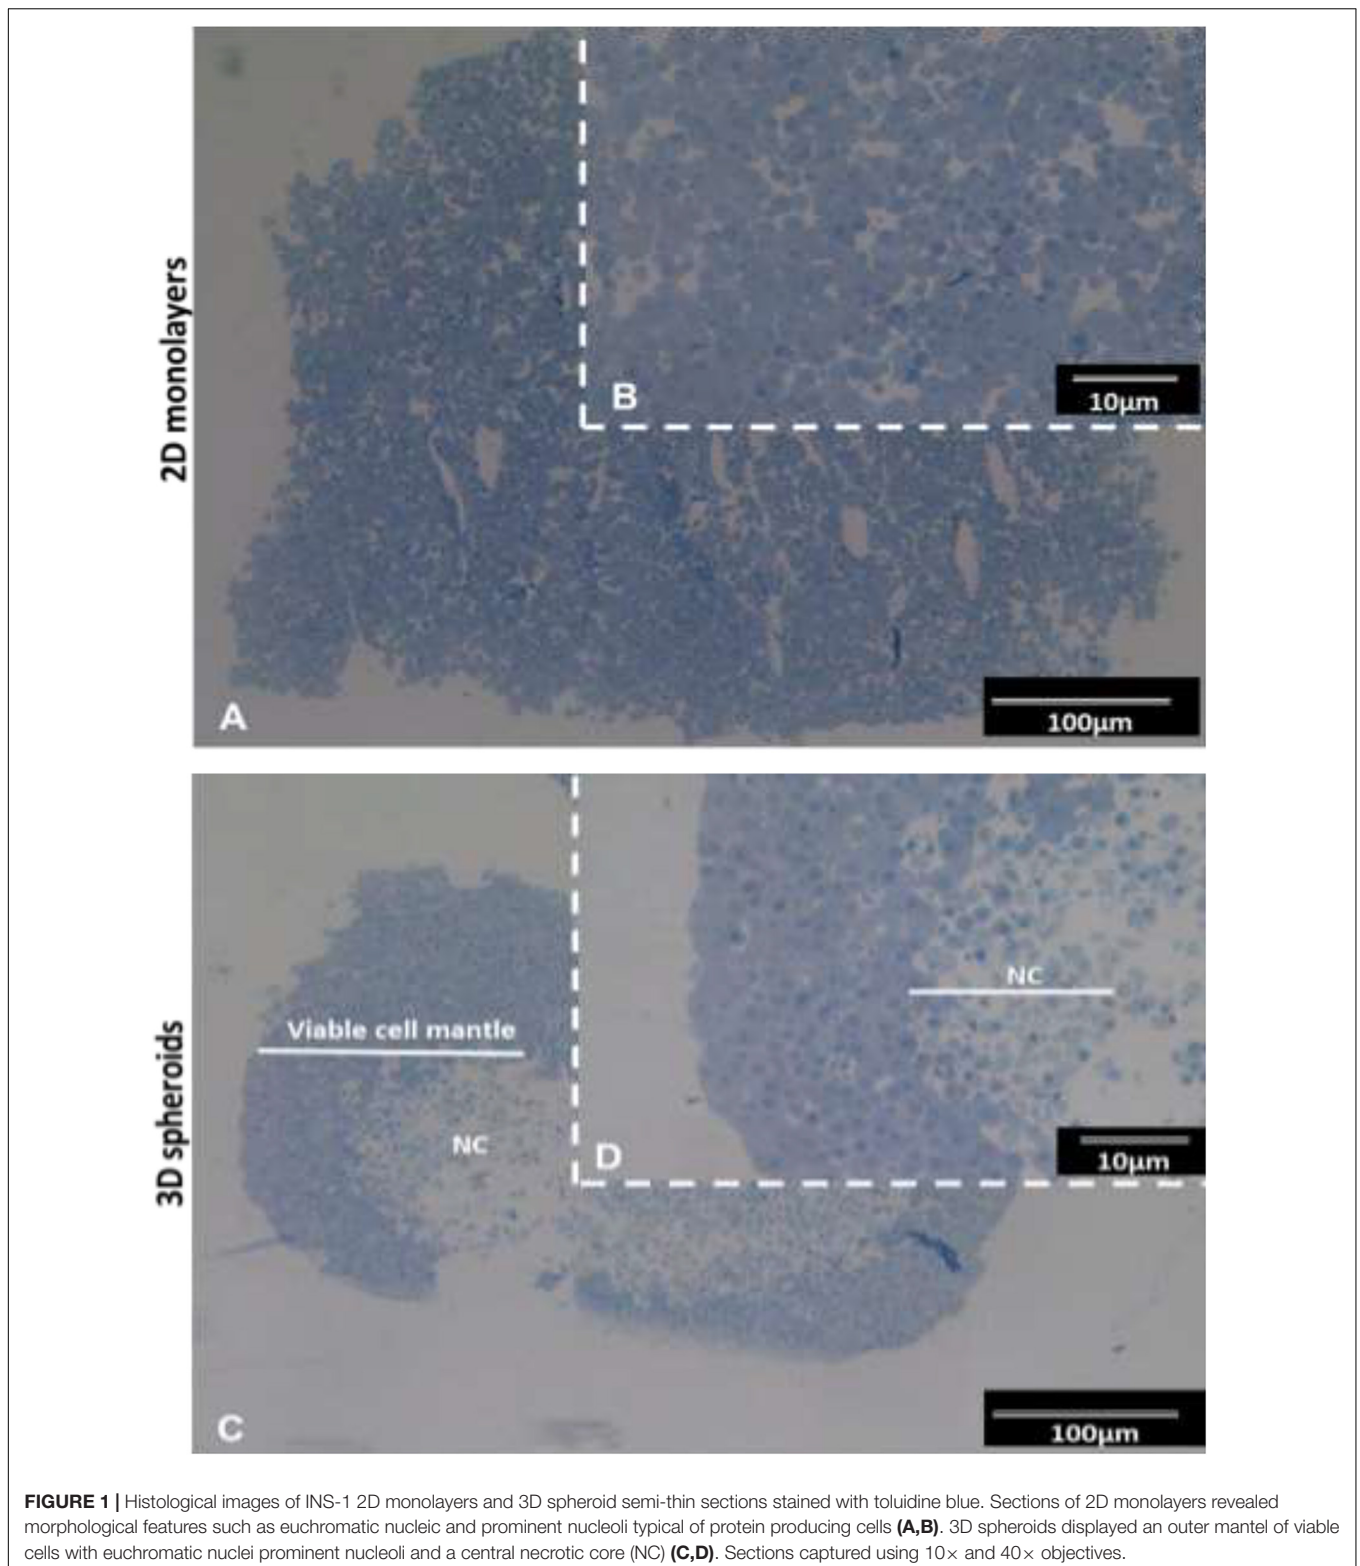 2D monolayers
B
10µm
A
100µm
3D spheroids
NC
Viable cell mantle
NC
D
10µm
C
100µm
FIGURE 1 | Histological images of INS-1 2D monolayers and 3D spheroid semi-thin sections stained with toluidine blue. Sections of 2D monolayers revealed
morphological features such as euchromatic nucleic and prominent nucleoli typical of protein producing cells (A,B). 3D spheroids displayed an outer mantel of viable
cells with euchromatic nuclei prominent nucleoli and a central necrotic core (NC) (C,D). Sections captured using 10× and 40× objectives.